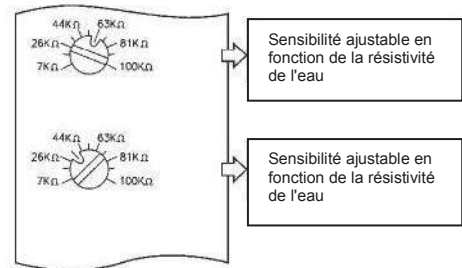 44KΩ 63KΩ
26KΩ 81KΩ
7KΩ 100KΩ
Sensibilité ajustable en
fonction de la résistivité
de l'eau
44KΩ 63KΩ
26KΩ 81KΩ
7KΩ 100KΩ
Sensibilité ajustable en
fonction de la résistivité
de l'eau